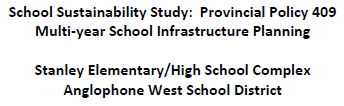 School Sustainability Study:  Provincial Policy 409
Multi-year School Infrastructure Planning
Stanley Elementary/High School Complex
Anglophone West School District